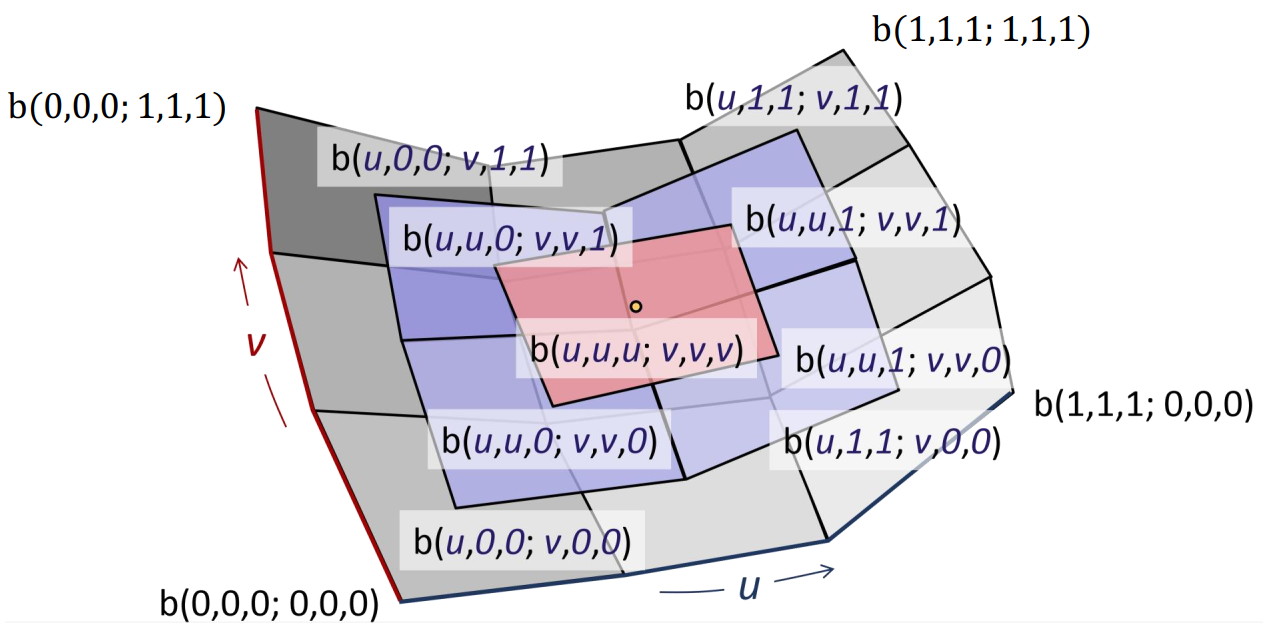 b(1,1,1; 1,1,1)
b(0,0,0; 1,1,1)
b(u,1,1; v,1,1)
b(u,0,0; v,1,1)
b(u,u,1; v,v,1)
b(u,u,0; v,v,1)
v
b(u,u,u; v,v,v)
b(u,u,1; v,v,0)
b(1,1,1; 0,0,0)
b(u,u,0; v,v,0)
b(u,1,1; v,0,0)
b(u,0,0; v,0,0)
u
b(0,0,0; 0,0,0)